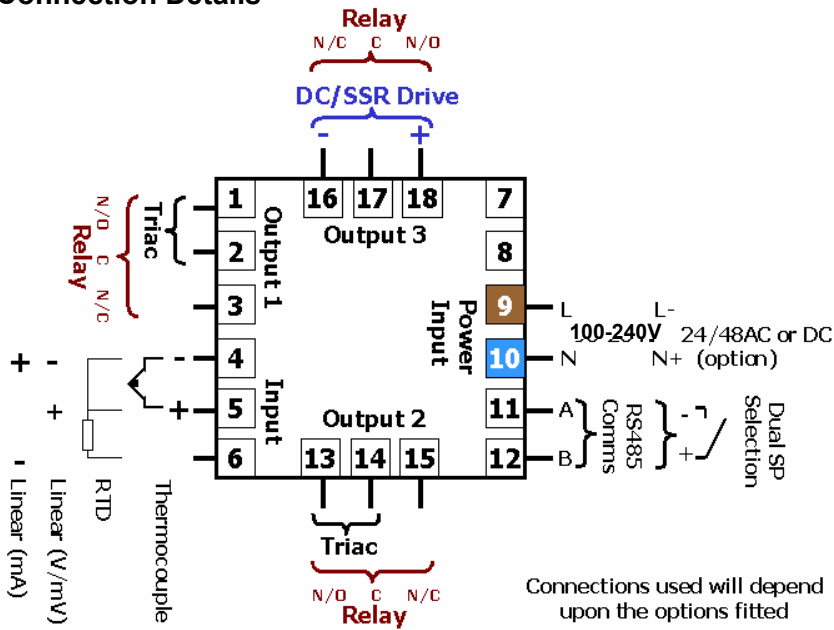 Connection Details
Relay
N/C C N/O
DC/SSR Drive
- +
16 17 18
Output 3
1
2
3
Output 1
Triac
N/O C N/C
Relay
4
5
6
Input
- +
+ -
- +
Linear (mA)
Linear (V/mV)
RTD
Thermocouple
7
8
9
10
Power Input
L L-
100-240V 24/48AC or DC
N N+ (option)
11 A
12 B
RS485 Comms
-
+
Dual SP Selection
Output 2
13 14 15
Triac
N/O C N/C
Relay
Connections used will depend
upon the options fitted